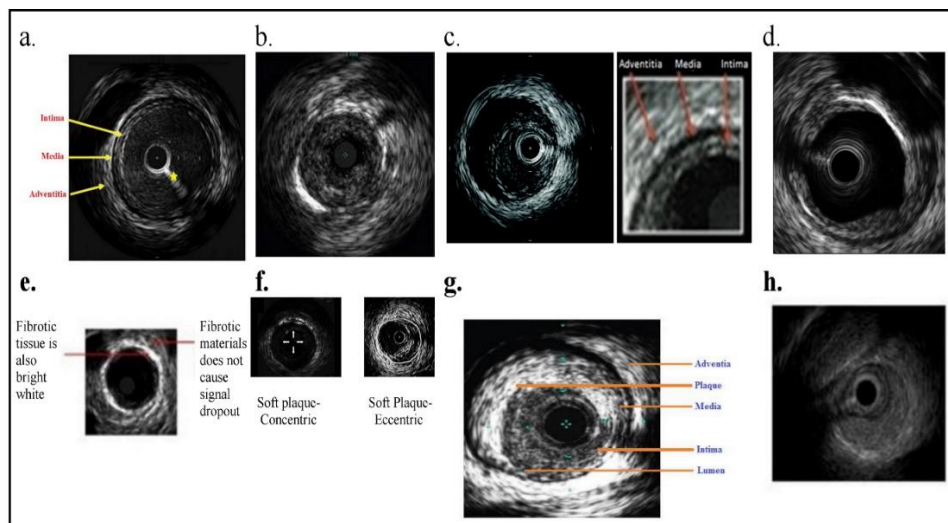 a.
b.
c.
d.
Intima
Media
Adventitia
Adventitia Media Intima
e.
f.
g.
h.
Fibrotic
tissue is
also
bright
white
Fibrotic
materials
does not
cause
signal
dropout
Soft plaque-
Concentric
Soft Plaque-
Eccentric
Adventia
Plaque
Media
Intima
Lumen